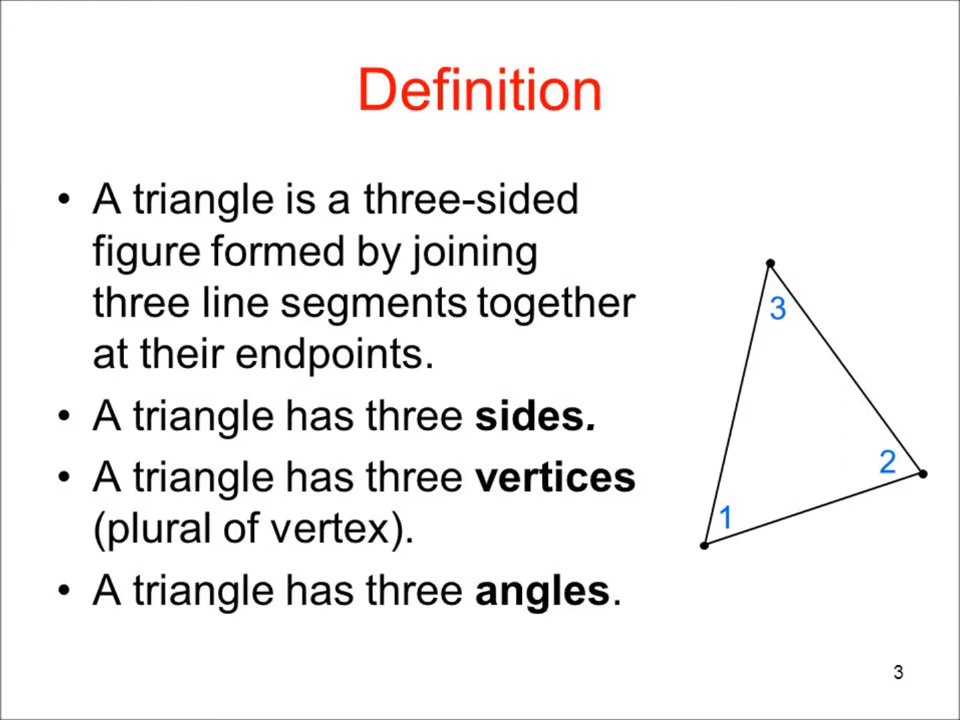 Definition
• A triangle is a three-sided
figure formed by joining
three line segments together
at their endpoints.
• A triangle has three sides.
• A triangle has three vertices
(plural of vertex).
• A triangle has three angles.
3
2
1
3